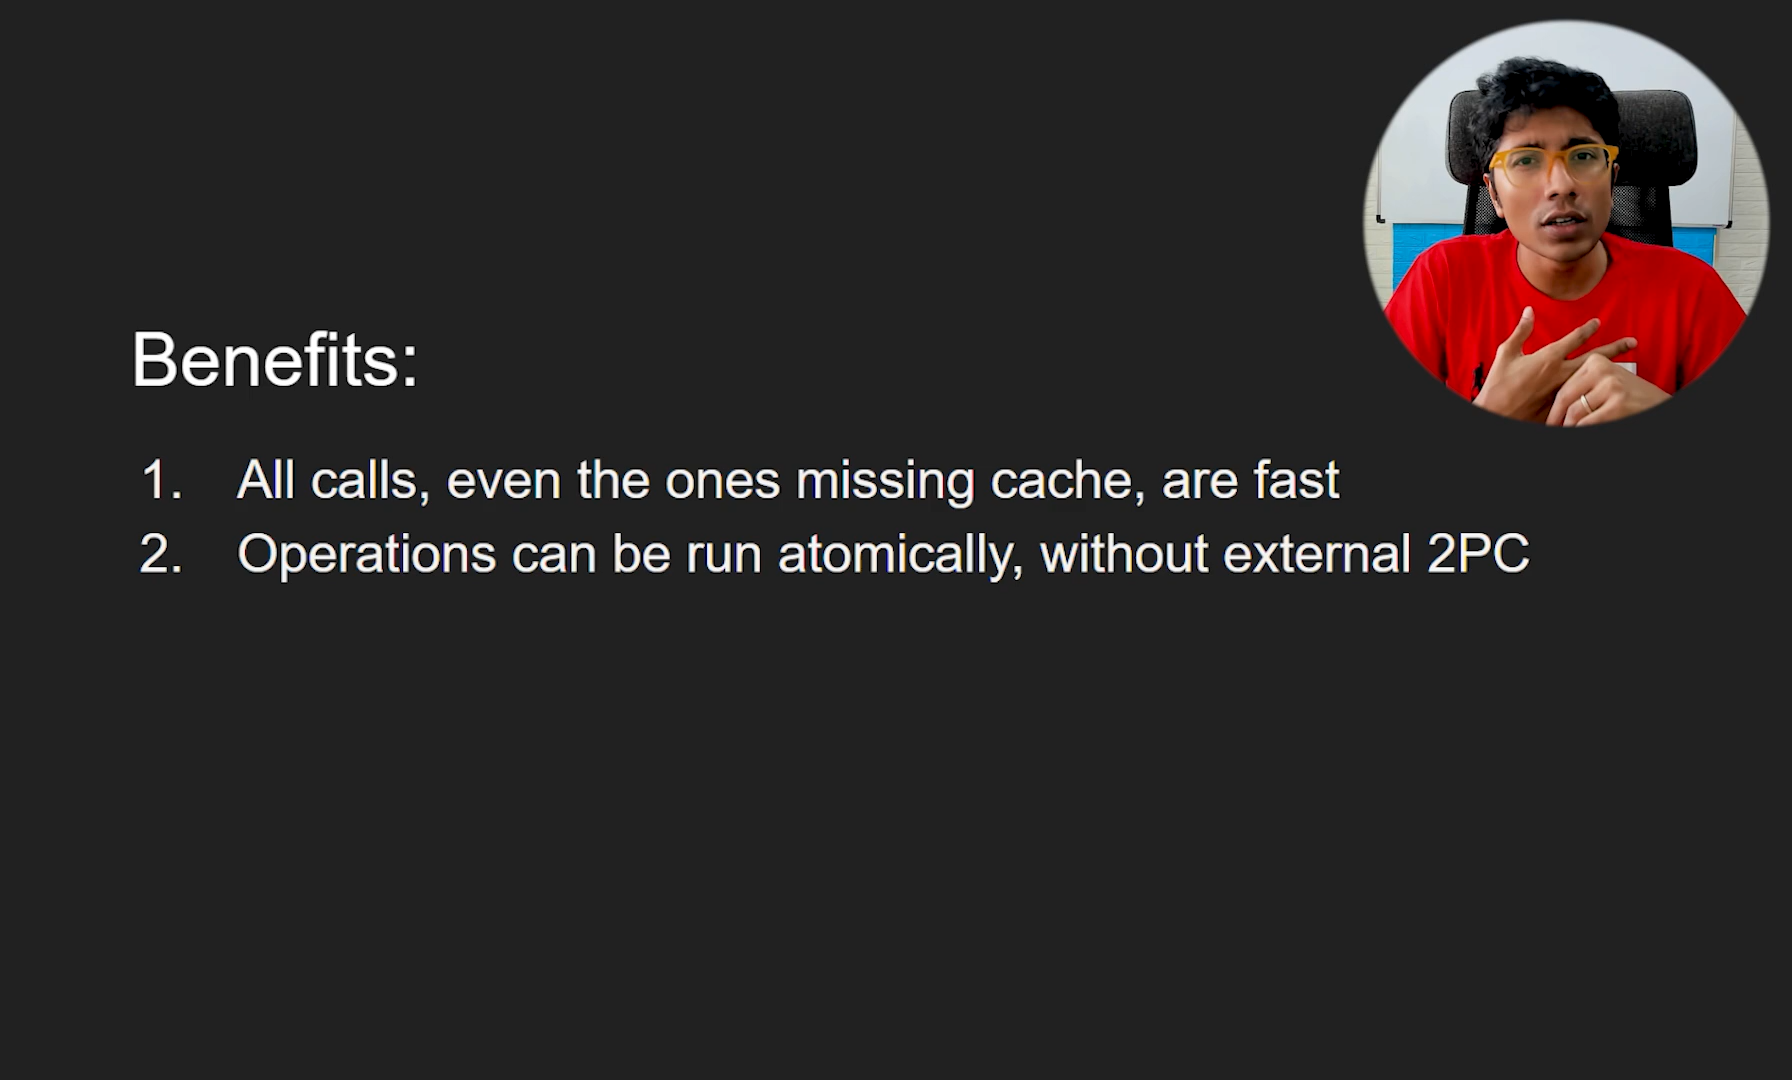 Benefits:
1. All calls, even the ones missing cache, are fast
2. Operations can be run atomically, without external 2PC